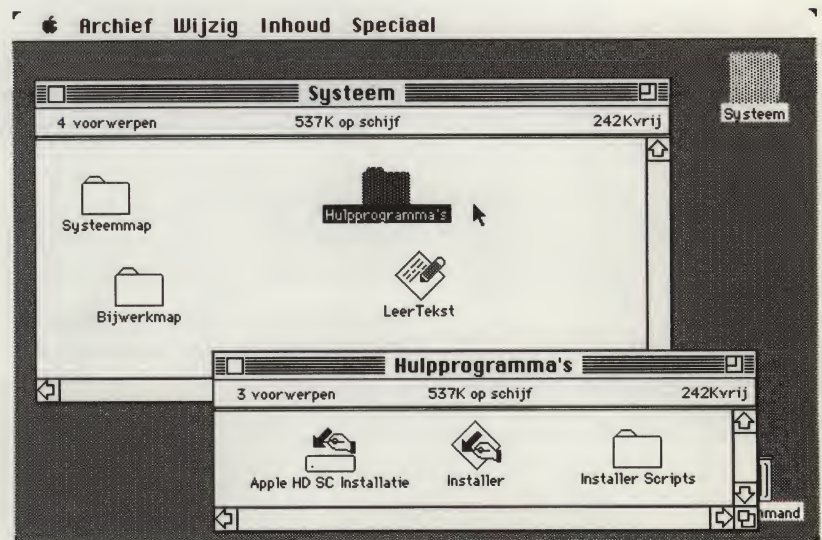 Archief Wijzig Inhoud Speciaal
Systeem
4 voorwerpen 537K op schijf 242Kvrij
Systeem
Hulpprogramma's
Systeemmap
LeerTekst
Bijwerkmap
Hulpprogramma's
3 voorwerpen 537K op schijf 242Kvrij
Apple HD SC Installatie Installer Installer Scripts
mmand